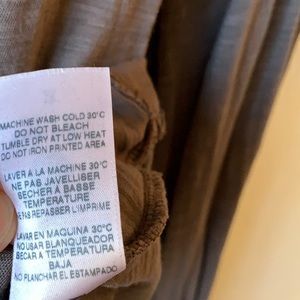 MACHINE WASH COLD 30°C
DO NOT BLEACH
TUMBLE DRY AT LOW HEAT
DO NOT IRON PRINTED AREA
LAVER A LA MACHINE 30°C
NE PAS JAVELLISER
SECHER A BASSE
TEMPERATURE
NE PAS REPASSER L'IMPRIME
LAVAR EN MAQUINA 30°C
NO USAR BLANQUEADOR
SECAR A TEMPERATURA
BAJA
NO PLANCHAR EL ESTAMPADO